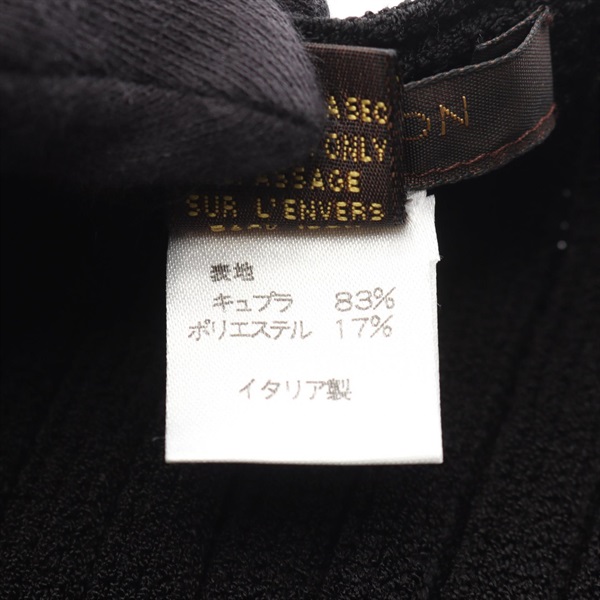 ABEC
ONLY
ASSAGE
SUR L'ENVERS
ON
表地
キュプラ 83%
ポリエステル 17%
イタリア製